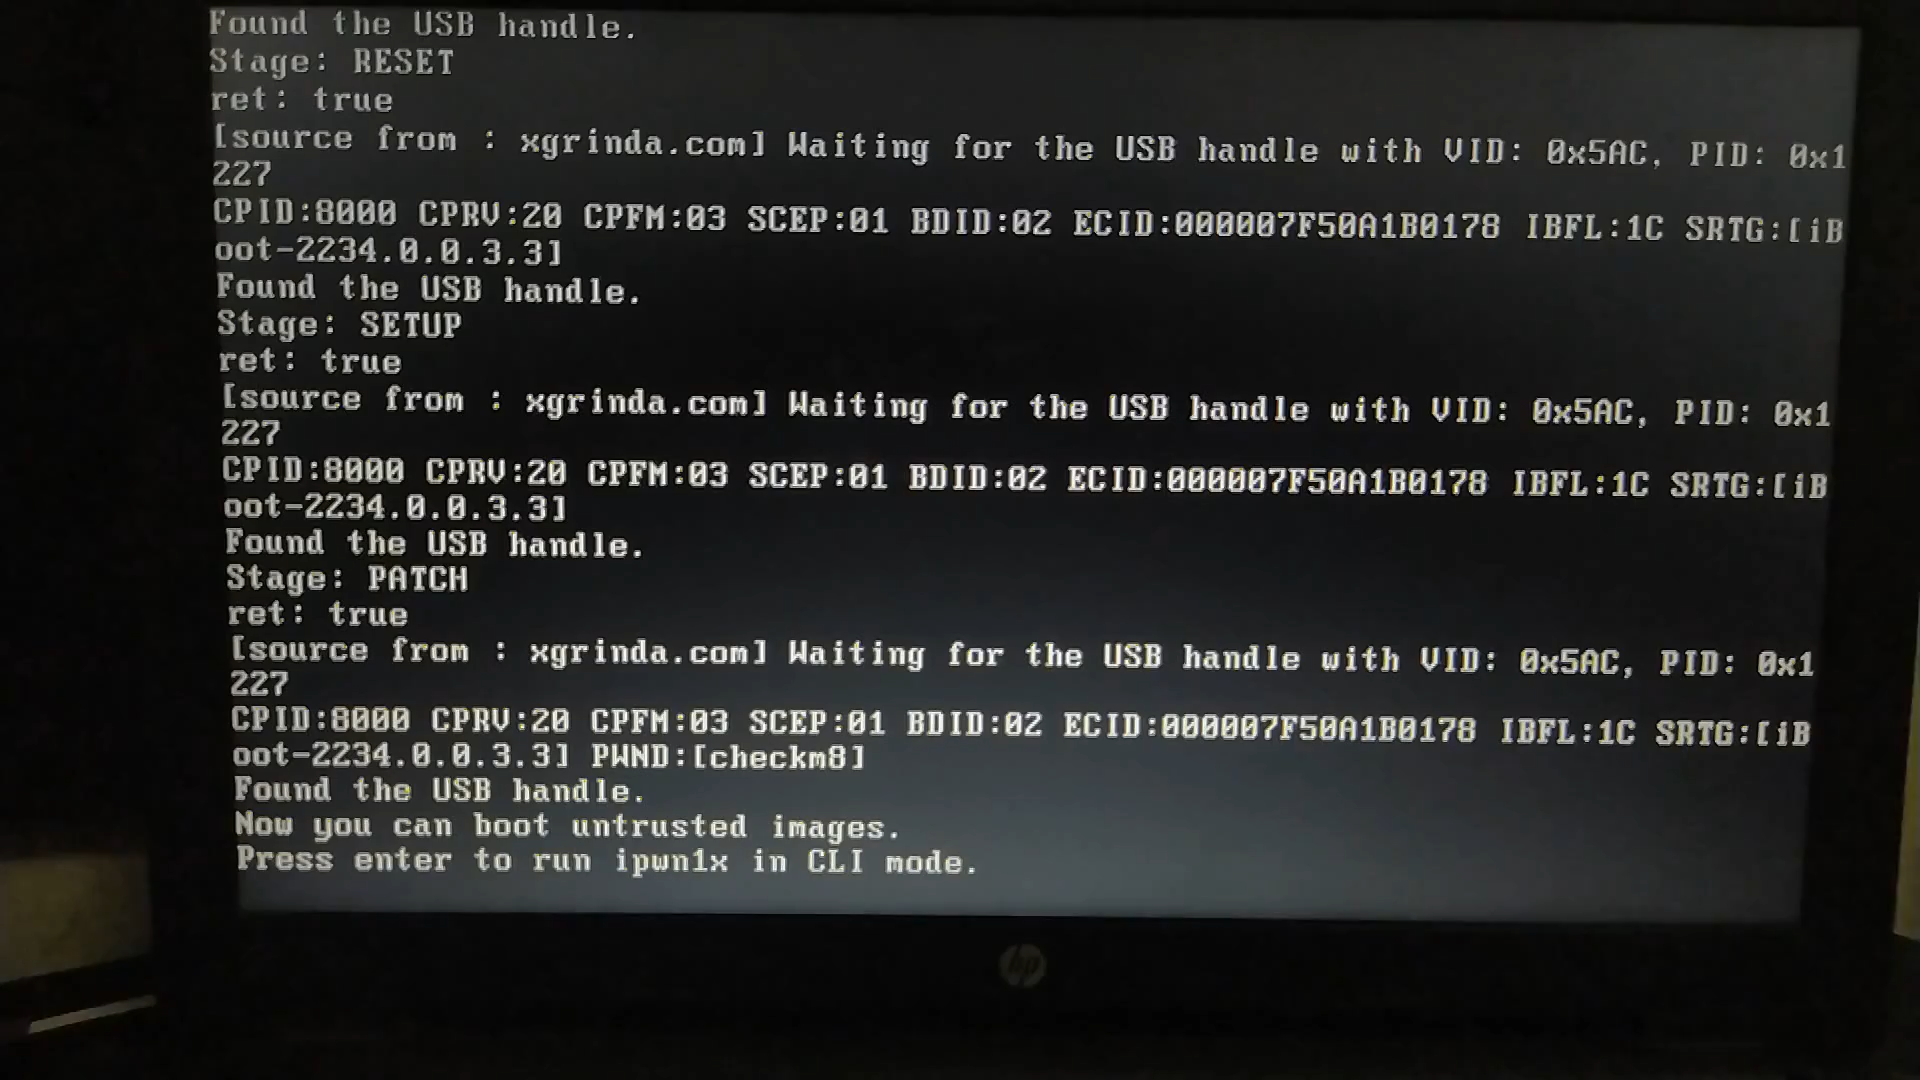 Found the USB handle.
Stage: RESET
ret: true
[source from : xgrinda.com] Waiting for the USB handle with VID: 0x5AC, PID: 0x1
227
CPID:8000 CPRV:20 CPFM:03 SCEP:01 BDID:02 ECID:000007F50A1B0178 IBFL:1C SRTG:[iB
oot-2234.0.0.3.3]
Found the USB handle.
Stage: SETUP
ret: true
[source from : xgrinda.com] Waiting for the USB handle with VID: 0x5AC, PID: 0x1
227
CPID:8000 CPRV:20 CPFM:03 SCEP:01 BDID:02 ECID:000007F50A1B0178 IBFL:1C SRTG:[iB
oot-2234.0.0.3.3]
Found the USB handle.
Stage: PATCH
ret: true
[source from : xgrinda.com] Waiting for the USB handle with VID: 0x5AC, PID: 0x1
227
CPID:8000 CPRV:20 CPFM:03 SCEP:01 BDID:02 ECID:000007F50A1B0178 IBFL:1C SRTG:[iB
oot-2234.0.0.3.3] PWND:[checkm8]
Found the USB handle.
Now you can boot untrusted images.
Press enter to run ipwn1x in CLI mode.
hp